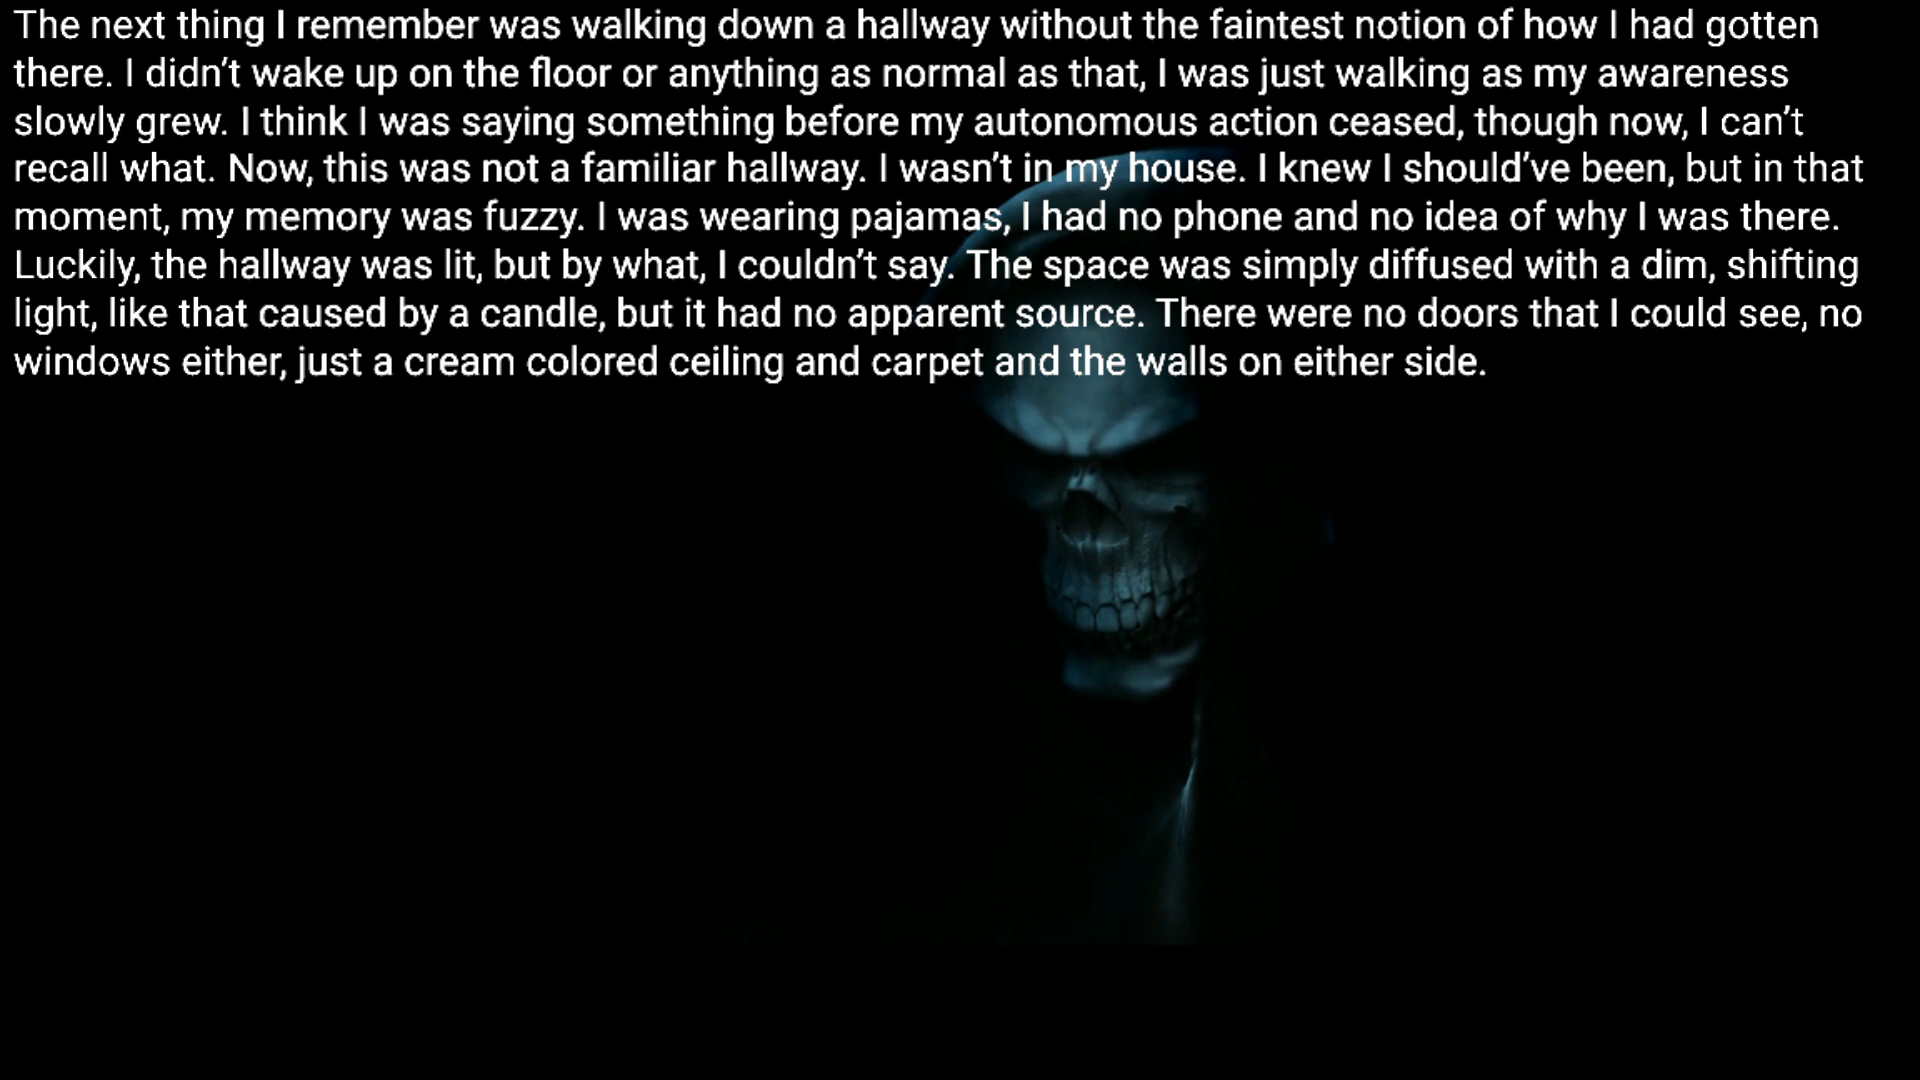 The next thing I remember was walking down a hallway without the faintest notion of how I had gotten
there. I didn’t wake up on the floor or anything as normal as that, I was just walking as my awareness
slowly grew. I think I was saying something before my autonomous action ceased, though now, I can’t
recall what. Now, this was not a familiar hallway. I wasn’t in my house. I knew I should’ve been, but in that
moment, my memory was fuzzy. I was wearing pajamas, I had no phone and no idea of why I was there.
Luckily, the hallway was lit, but by what, I couldn’t say. The space was simply diffused with a dim, shifting
light, like that caused by a candle, but it had no apparent source. There were no doors that I could see, no
windows either, just a cream colored ceiling and carpet and the walls on either side.